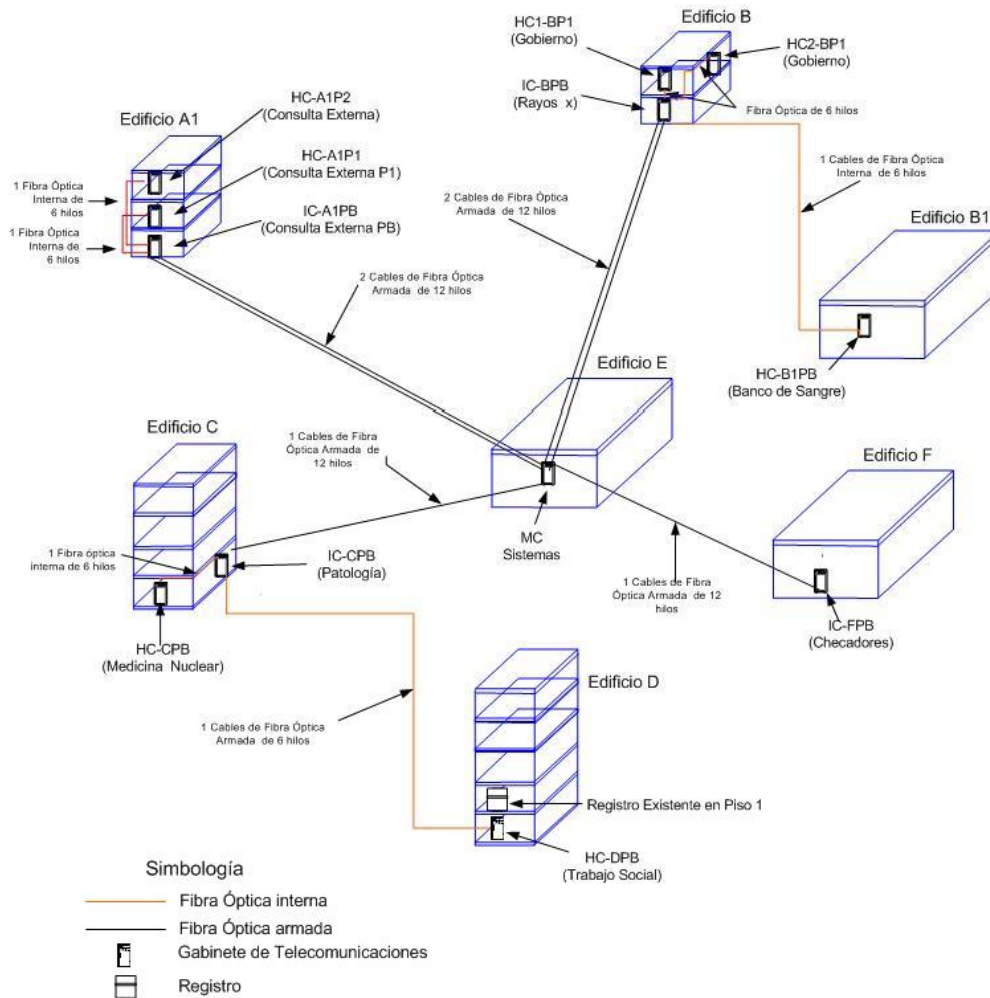 Edificio B
HC1-BP1
(Gobierno)
HC2-BP1
(Gobierno)
IC-BPB
(Rayos x)
Fibra Óptica de 6 hilos
Edificio A1
HC-A1P2
(Consulta Externa)
HC-A1P1
(Consulta Externa P1)
IC-A1PB
(Consulta Externa PB)
1 Fibra Óptica
Interna de
6 hilos
1 Fibra Óptica
Interna de
6 hilos
1 Cables de Fibra Óptica
Interna de 6 hilos
2 Cables de Fibra Óptica
Armada de 12 hilos
Edificio B1
2 Cables de Fibra Óptica
Armada de 12 hilos
HC-B1PB
(Banco de Sangre)
Edificio E
Edificio C
1 Cables de Fibra
Óptica Armada de
12 hilos
Edificio F
MC
Sistemas
1 Fibra óptica
interna de 6 hilos
IC-CPB
(Patología)
1 Cables de Fibra
Óptica Armada de 12
hilos
IC-FPB
(Checadores)
HC-CPB
(Medicina Nuclear)
Edificio D
1 Cables de Fibra Óptica
Armada de 6 hilos
Registro Existente en Piso 1
HC-DPB
(Trabajo Social)
Simbología
Fibra Óptica interna
Fibra Óptica armada
Gabinete de Telecomunicaciones
Registro